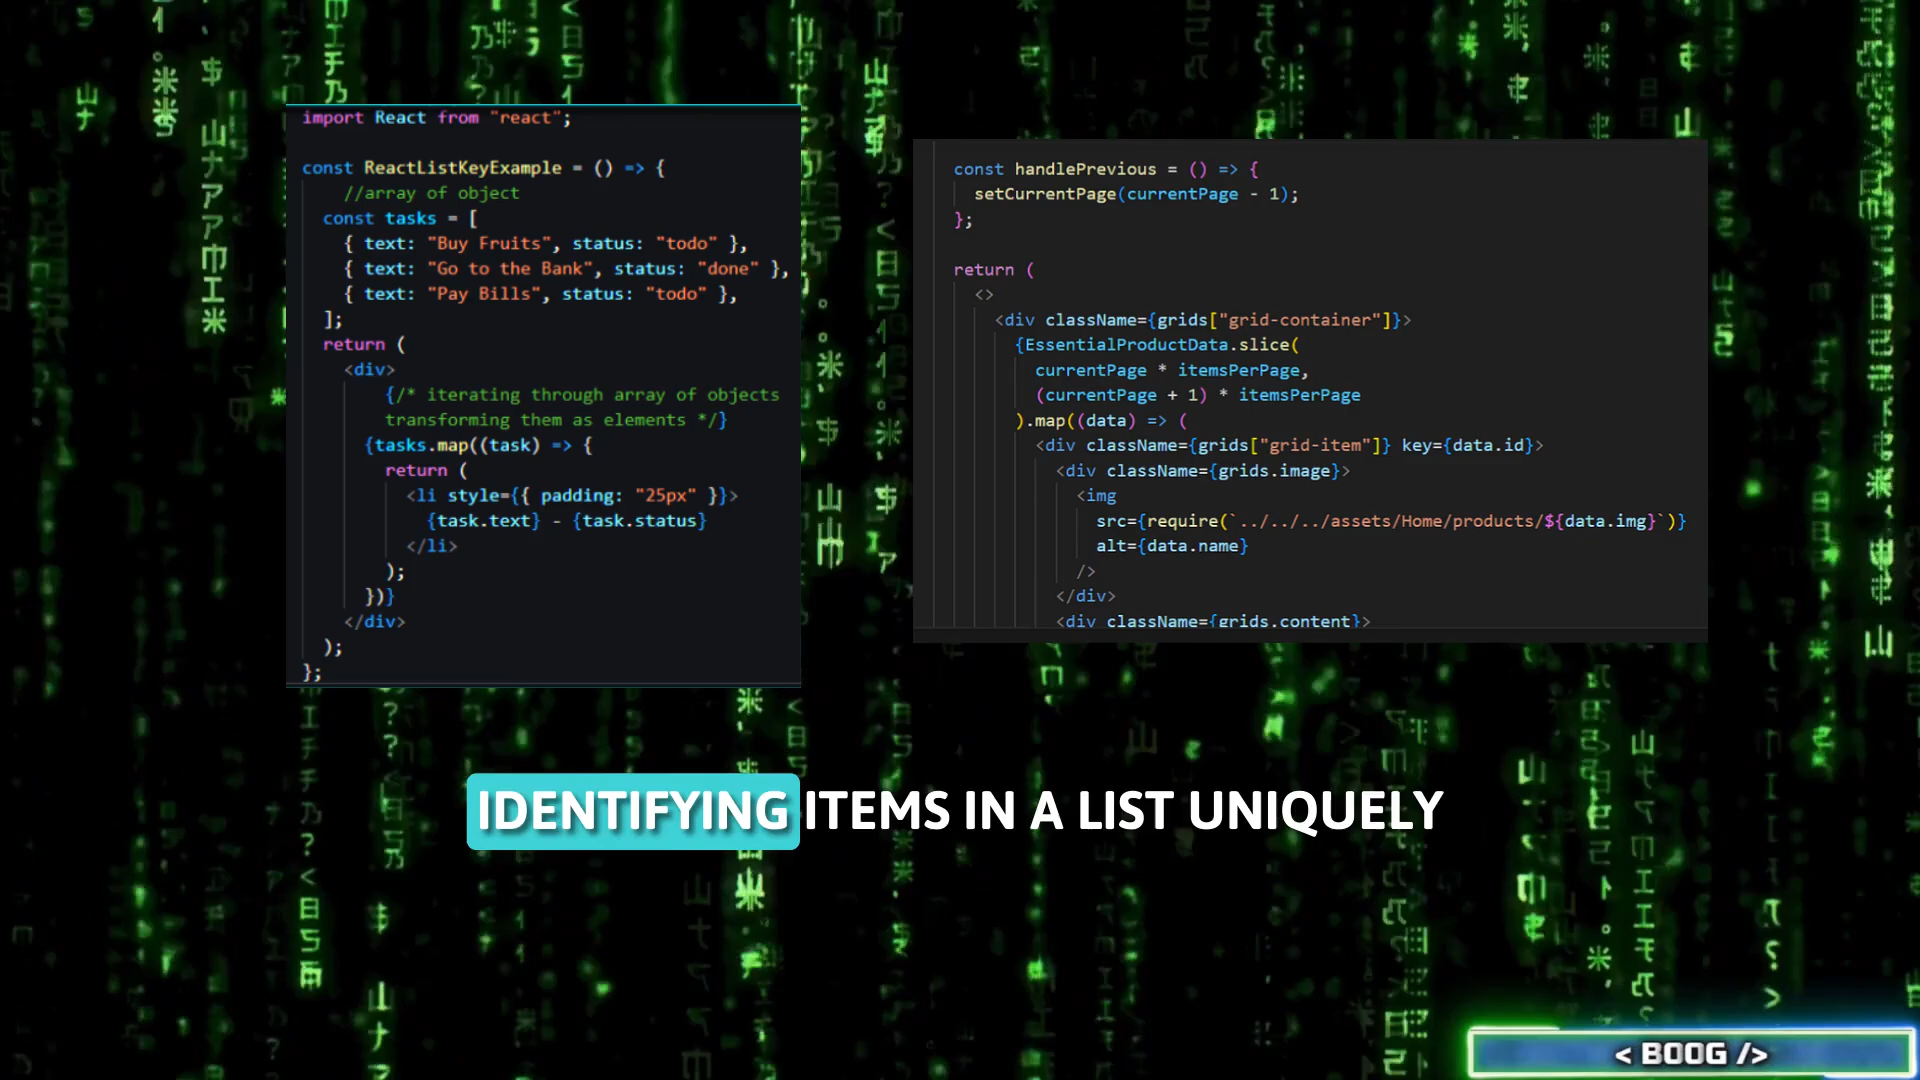 import React from "react";
const ReactListKeyExample = () => {
//array of object
const tasks = [
{ text: "Buy Fruits", status: "todo" },
{ text: "Go to the Bank", status: "done" },
{ text: "Pay Bills", status: "todo" },
];
return (
<div>
{/* iterating through array of objects
transforming them as elements */}
{tasks.map((task) => {
return (
<li style={{ padding: "25px" }}>
{task.text} - {task.status}
</li>
);
})}
</div>
);
};
const handlePrevious = () => {
setCurrentPage(currentPage - 1);
};
return (
<>
<div className={grids["grid-container"]}>
{EssentialProductData.slice(
currentPage * itemsPerPage,
(currentPage + 1) * itemsPerPage
).map((data) => (
<div className={grids["grid-item"]} key={data.id}>
<div className={grids.image}>
<img
src={require(`../../../assets/Home/products/${data.img}`)}
alt={data.name}
/>
</div>
<div className={grids.content}>
IDENTIFYING ITEMS IN A LIST UNIQUELY
< BOOG />